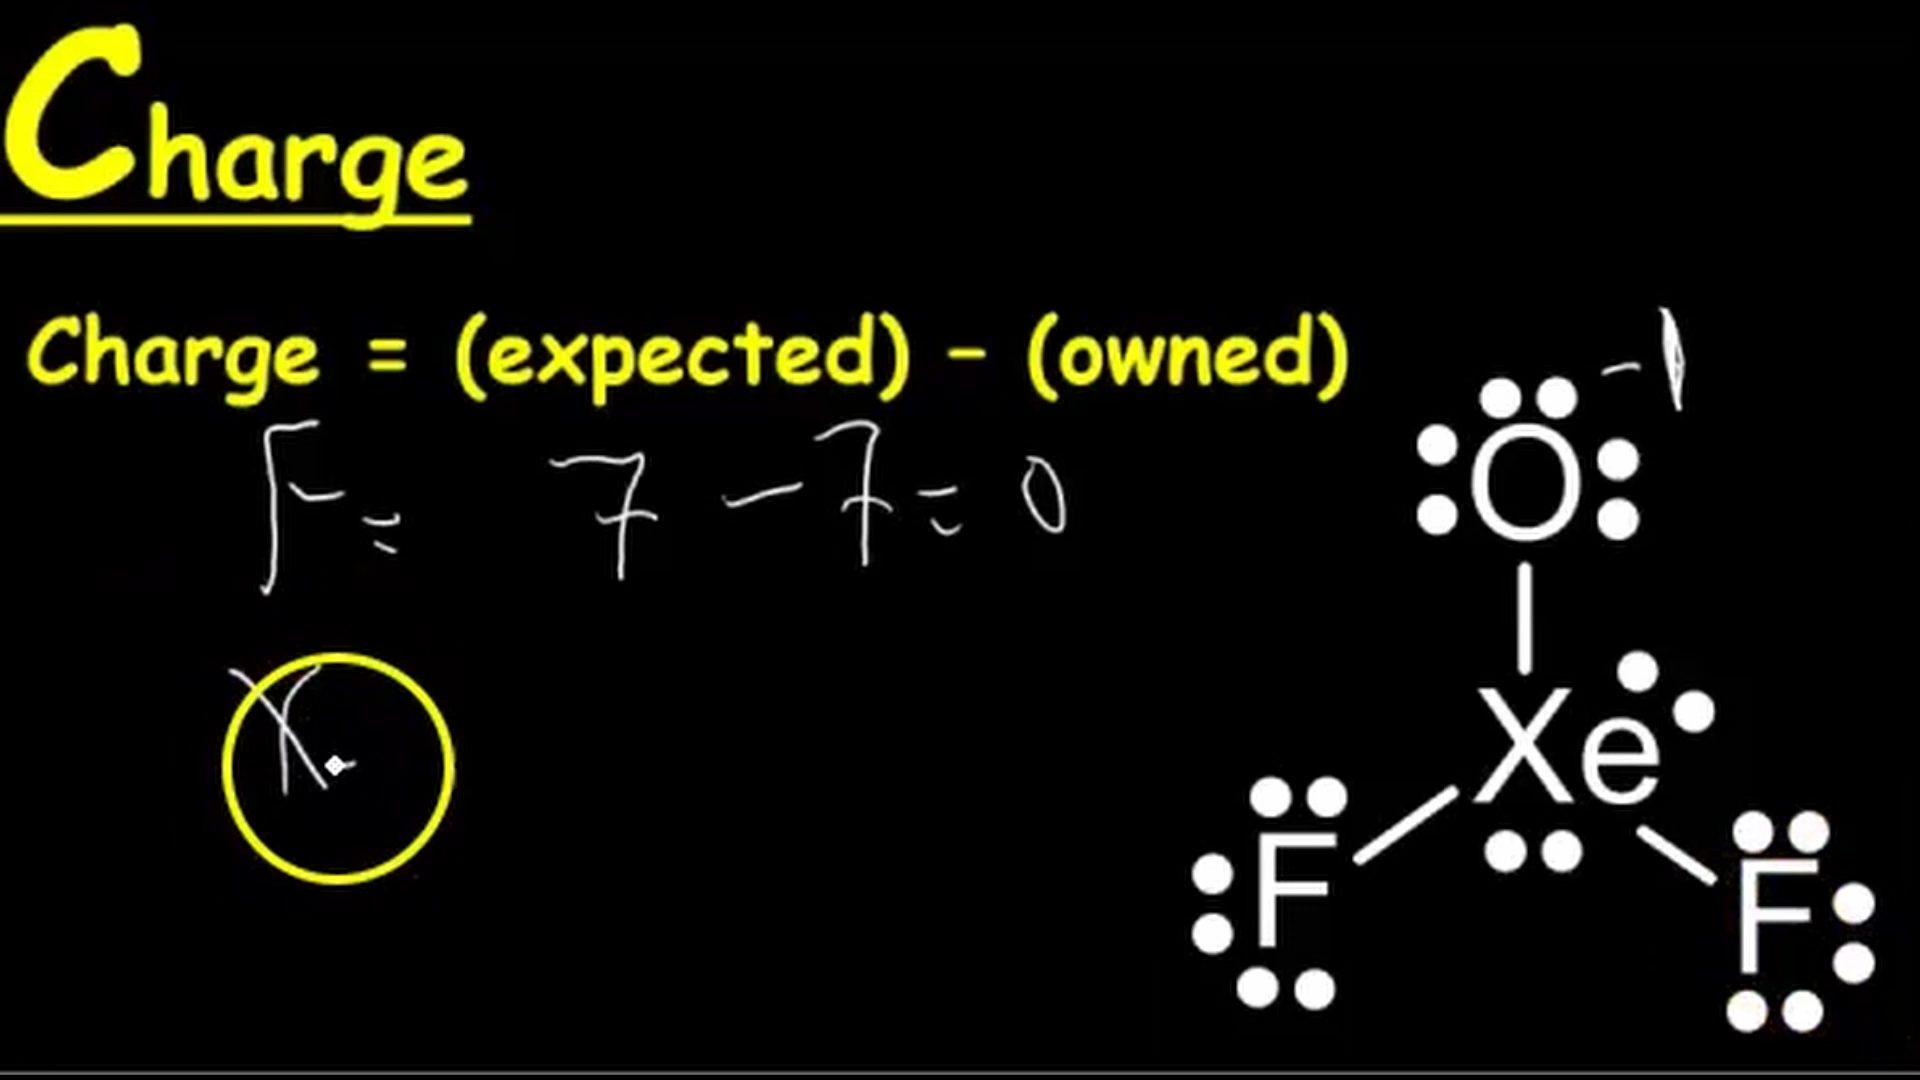 Charge
Charge = (expected) - (owned)
F = 7 - 7 = 0
X
-1
O
Xe
F
F